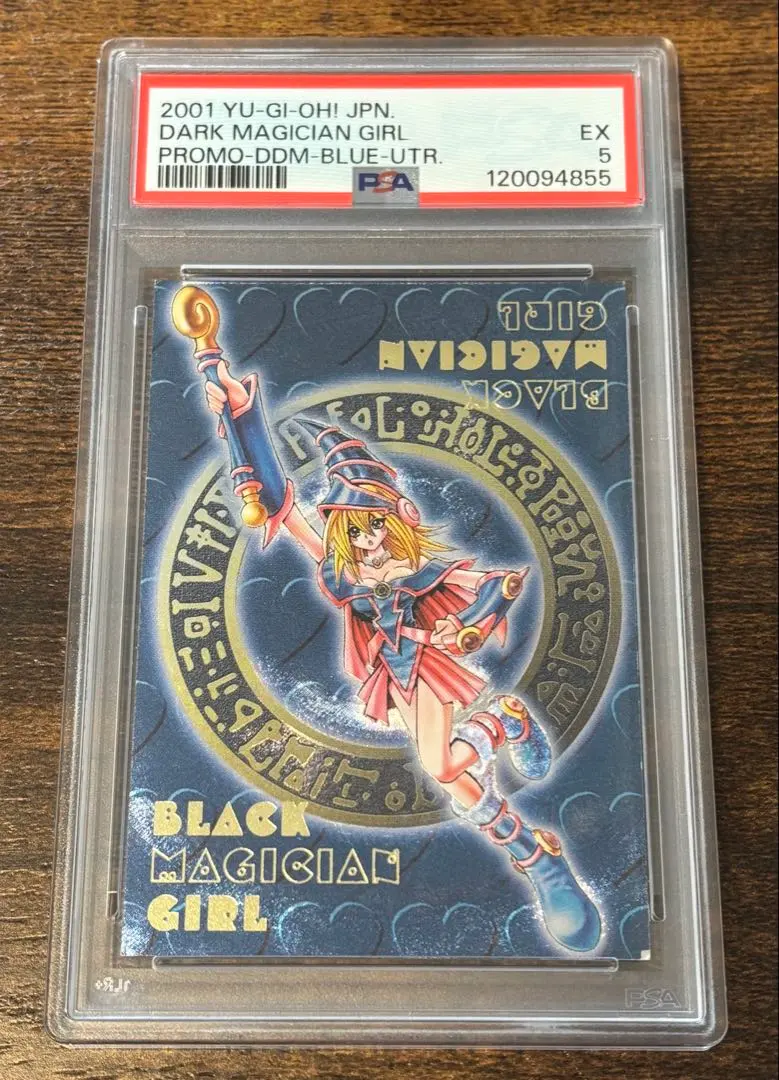 2001 YU-GI-OH! JPN.
DARK MAGICIAN GIRL EX
PROMO-DDM-BLUE-UTR. 5
PSA 120094855
BLACK
MAGICIAN
GIRL
BLACK
MAGICIAN
GIRL
PSA